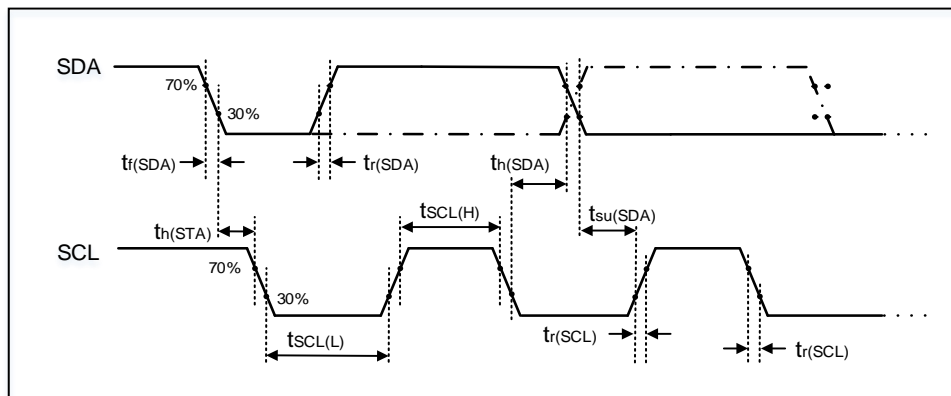 SDA
70%
30%
tf(SDA)
tr(SDA)
th(SDA)
th(STA)
tSCL(H)
tsu(SDA)
SCL
70%
30%
tSCL(L)
tr(SCL)
tr(SCL)